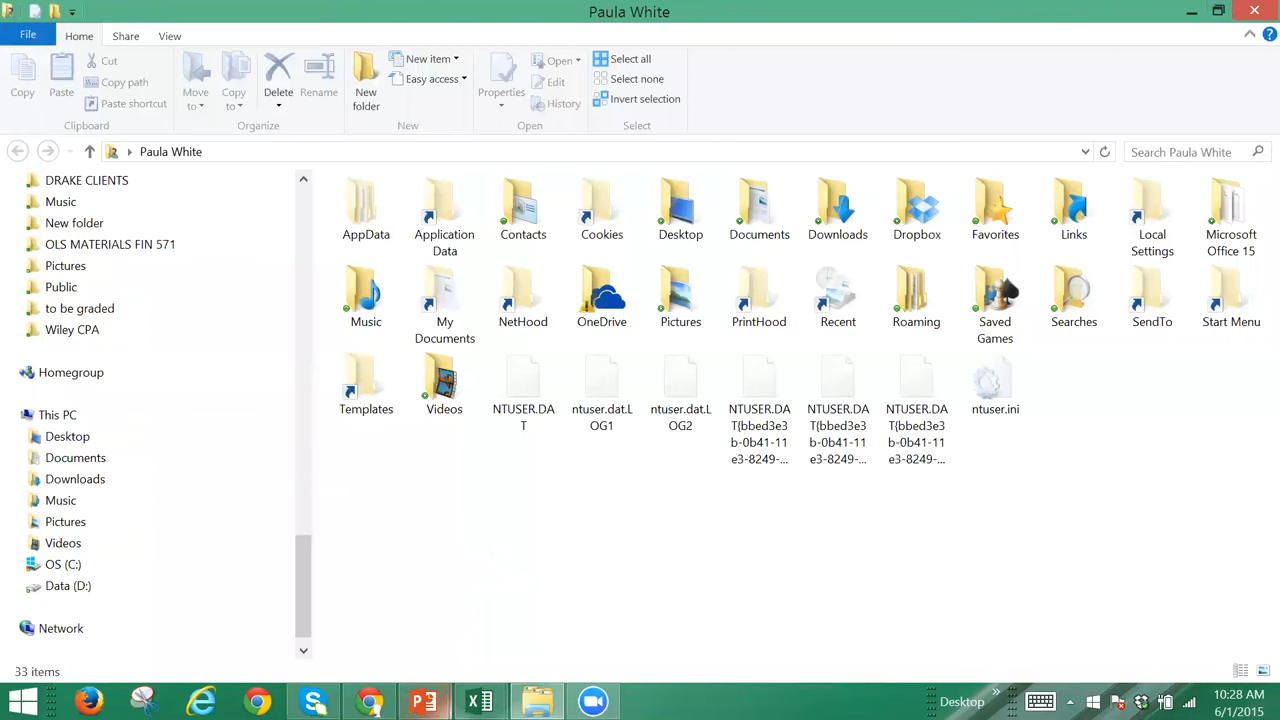 Paula White
File Home Share View
Copy Paste Cut Copy path Paste shortcut
Move to Copy to Delete Rename
New folder New item Easy access
Properties Open Edit History
Select all Select none Invert selection
Clipboard Organize New Open Select
Paula White
Search Paula White
DRAKE CLIENTS
Music
New folder
OLS MATERIALS FIN 571
Pictures
Public
to be graded
Wiley CPA
Homegroup
This PC
Desktop
Documents
Downloads
Music
Pictures
Videos
OS (C:)
Data (D:)
Network
AppData
Application Data
Contacts
Cookies
Desktop
Documents
Downloads
Dropbox
Favorites
Links
Local Settings
Microsoft Office 15
Music
My Documents
NetHood
OneDrive
Pictures
PrintHood
Recent
Roaming
Saved Games
Searches
SendTo
Start Menu
Templates
Videos
NTUSER.DAT
ntuser.dat.LOG1
ntuser.dat.LOG2
NTUSER.DAT{bbed3e3b-0b41-11e3-8249-...
NTUSER.DAT{bbed3e3b-0b41-11e3-8249-...
NTUSER.DAT{bbed3e3b-0b41-11e3-8249-...
ntuser.ini
33 items
Desktop
10:28 AM
6/1/2015